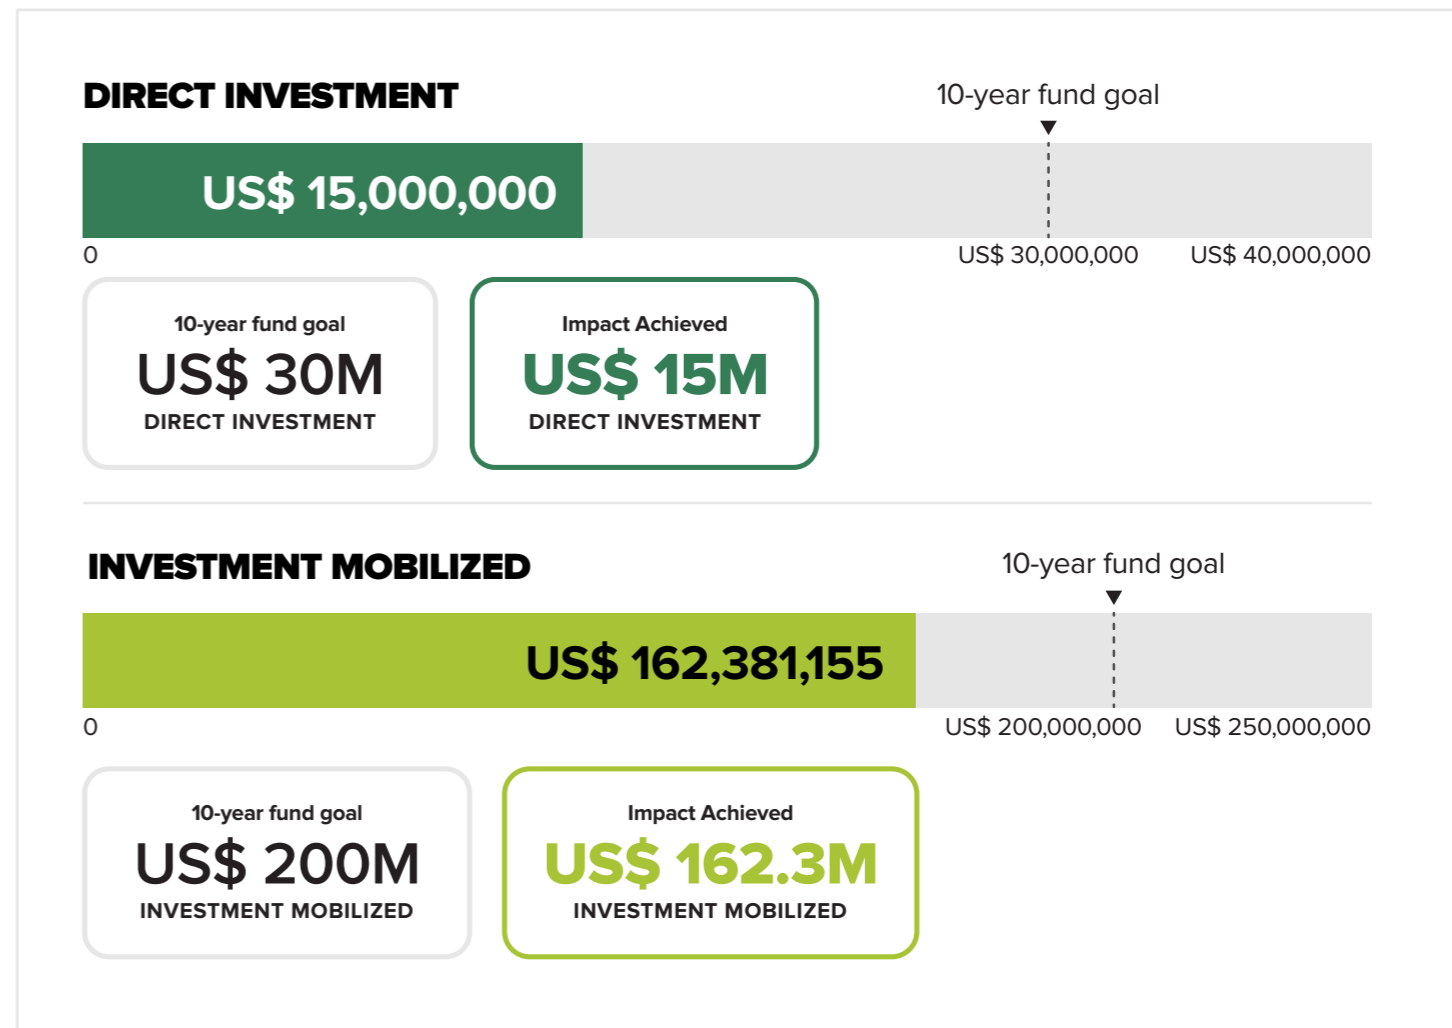 DIRECT INVESTMENT
10-year fund goal
US$ 15,000,000
0
US$ 30,000,000
US$ 40,000,000
10-year fund goal
US$ 30M
DIRECT INVESTMENT
Impact Achieved
US$ 15M
DIRECT INVESTMENT
INVESTMENT MOBILIZED
10-year fund goal
US$ 162,381,155
0
US$ 200,000,000
US$ 250,000,000
10-year fund goal
US$ 200M
INVESTMENT MOBILIZED
Impact Achieved
US$ 162.3M
INVESTMENT MOBILIZED